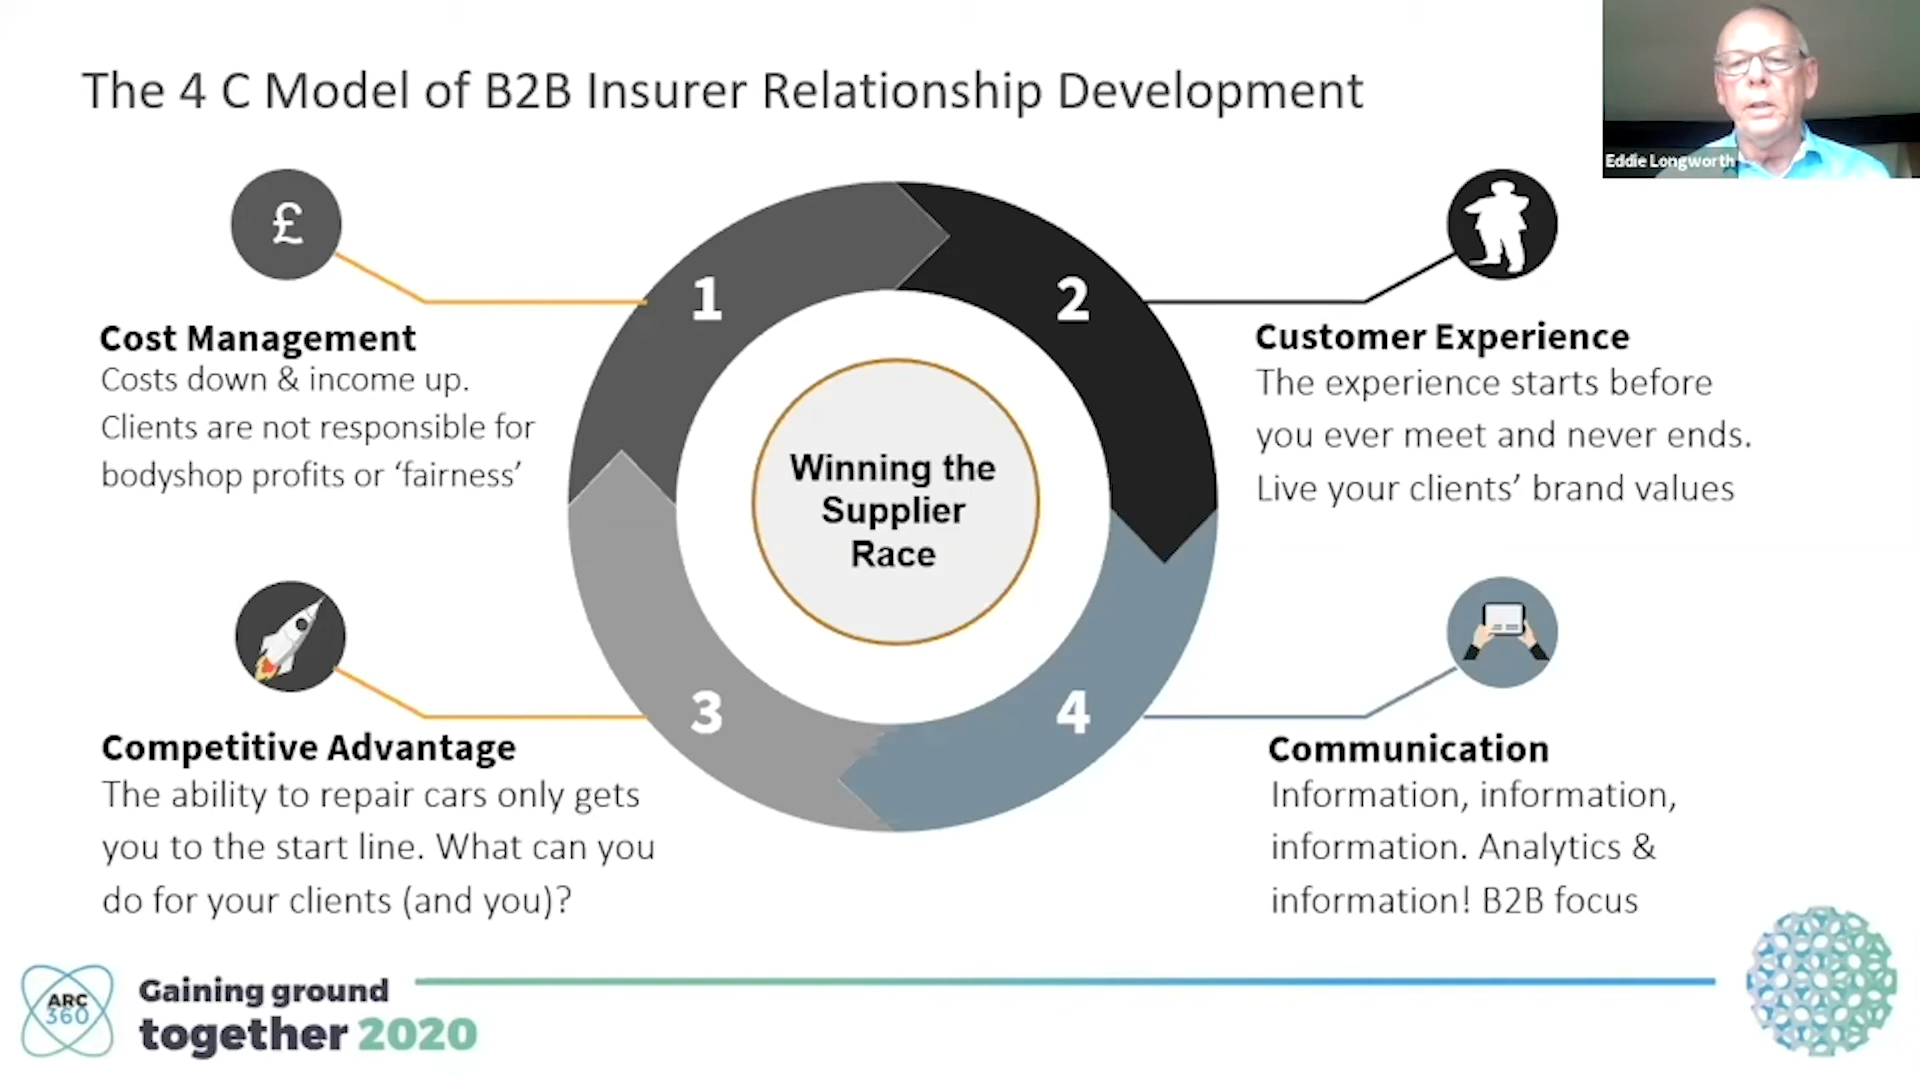 The 4 C Model of B2B Insurer Relationship Development
Eddie Longworth
£
1
2
Cost Management
Costs down & income up.
Clients are not responsible for
bodyshop profits or ‘fairness’
Customer Experience
The experience starts before
you ever meet and never ends.
Live your clients’ brand values
Winning the
Supplier
Race
3
4
Competitive Advantage
The ability to repair cars only gets
you to the start line. What can you
do for your clients (and you)?
Communication
Information, information,
information. Analytics &
information! B2B focus
ARC
360
Gaining ground
together 2020